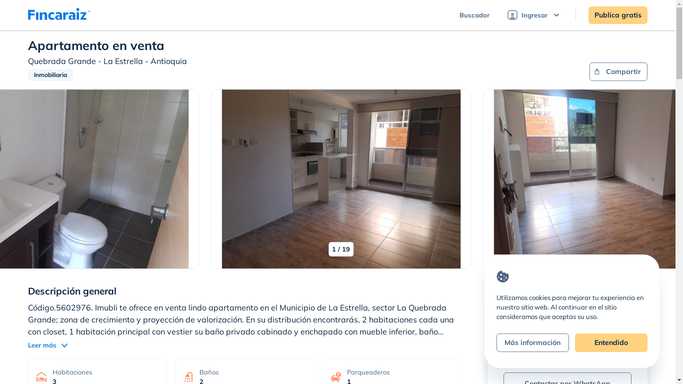 Fincaraiz
Buscador
Ingresar
Publica gratis
Apartamento en venta
Quebrada Grande - La Estrella - Antioquia
Inmobiliaria
Compartir
1 / 19
Descripción general
Código.5602976. Imubli te ofrece en venta lindo apartamento en el Municipio de La Estrella, sector La Quebrada
Grande; zona de crecimiento y proyección de valorización. En su distribución encontrarás, 2 habitaciones cada una
con closet, 1 habitación principal con vestier su baño privado cabinado y enchapado con mueble inferior, baño...
Leer más
Habitaciones
3
Baños
2
Parqueaderos
1
Utilizamos cookies para mejorar tu experiencia en
nuestro sitio web. Al continuar en el sitio
consideramos que aceptas su uso.
Más información
Entendido
Contactar por WhatsApp